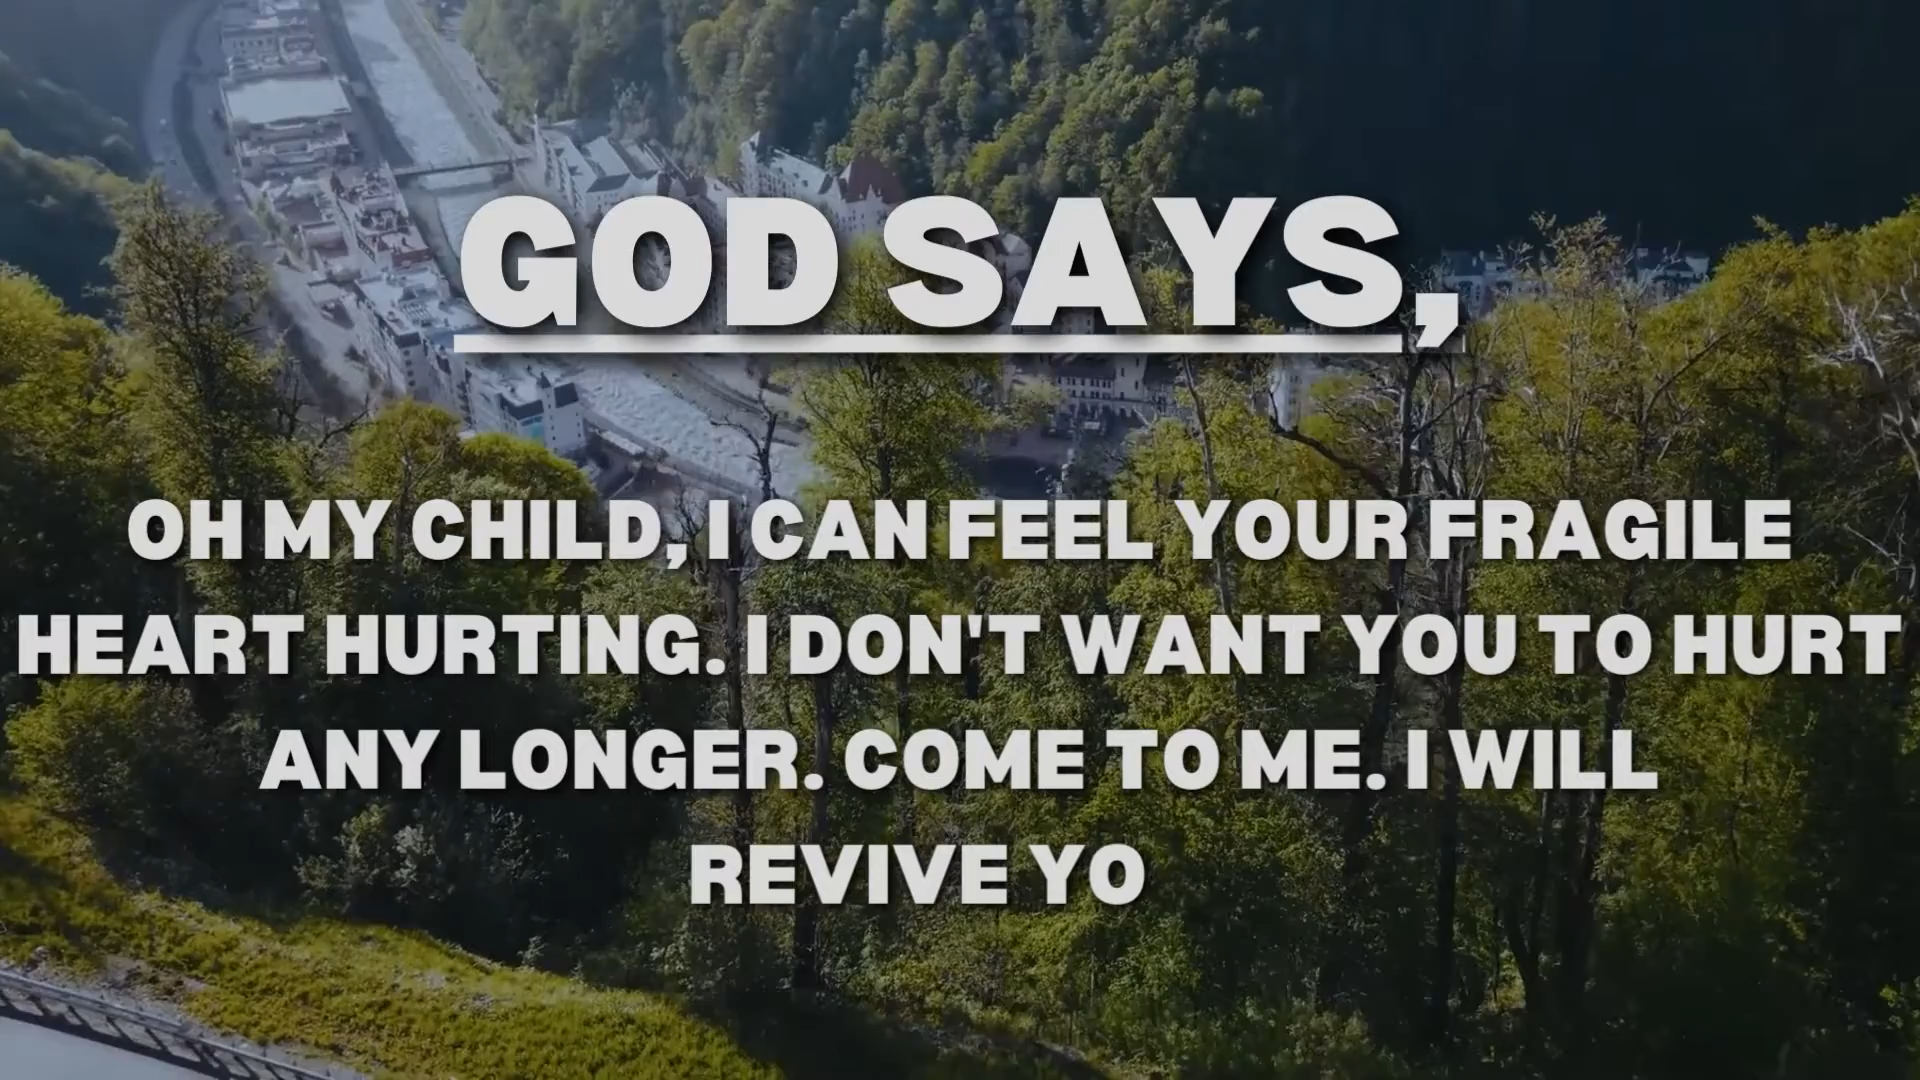 GOD SAYS,
OH MY CHILD, I CAN FEEL YOUR FRAGILE
HEART HURTING. I DON'T WANT YOU TO HURT
ANY LONGER. COME TO ME. I WILL
REVIVE YO